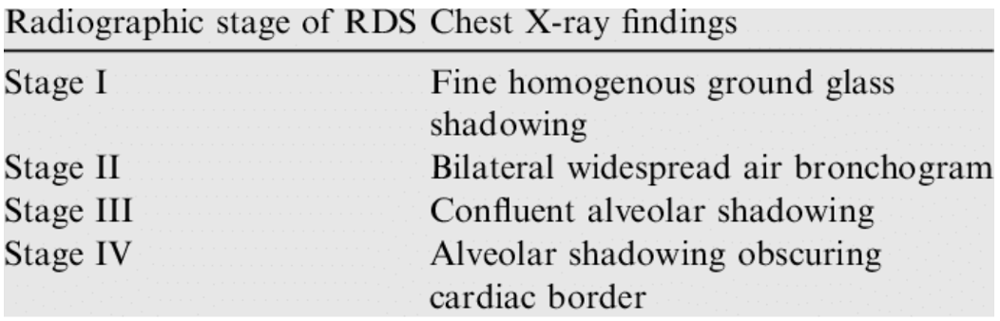 Radiographic stage of RDS Chest X-ray findings
Stage I Fine homogenous ground glass
shadowing
Stage II Bilateral widespread air bronchogram
Stage III Confluent alveolar shadowing
Stage IV Alveolar shadowing obscuring
cardiac border